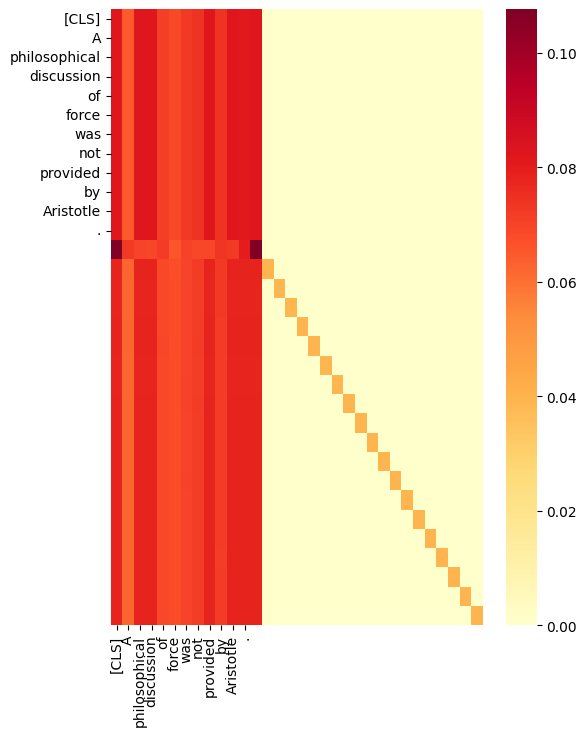 [CLS]
A
philosophical
discussion
of
force
was
not
provided
by
Aristotle
.
0.10
0.08
0.06
0.04
0.02
0.00
[CLS]
A
philosophical
discussion
of
force
was
not
provided
by
Aristotle
.